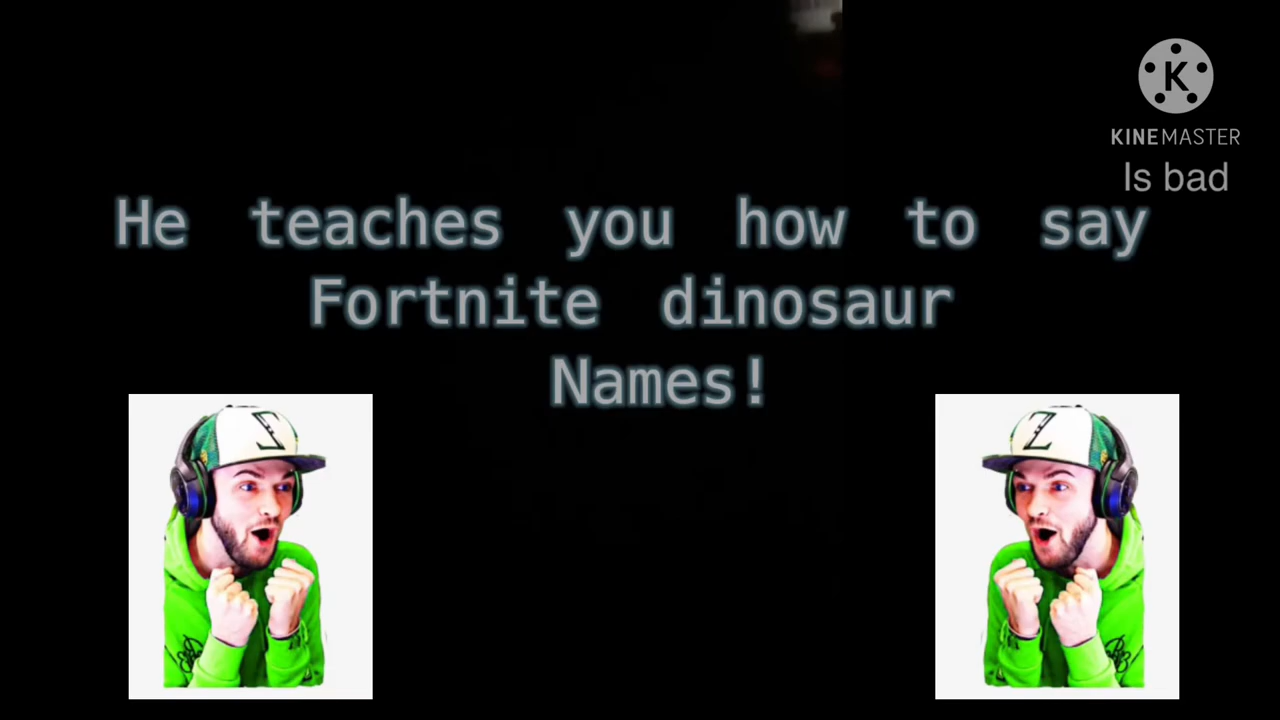 K
KINEMASTER
Is bad
He teaches you how to say
Fortnite dinosaur
Names!
Z